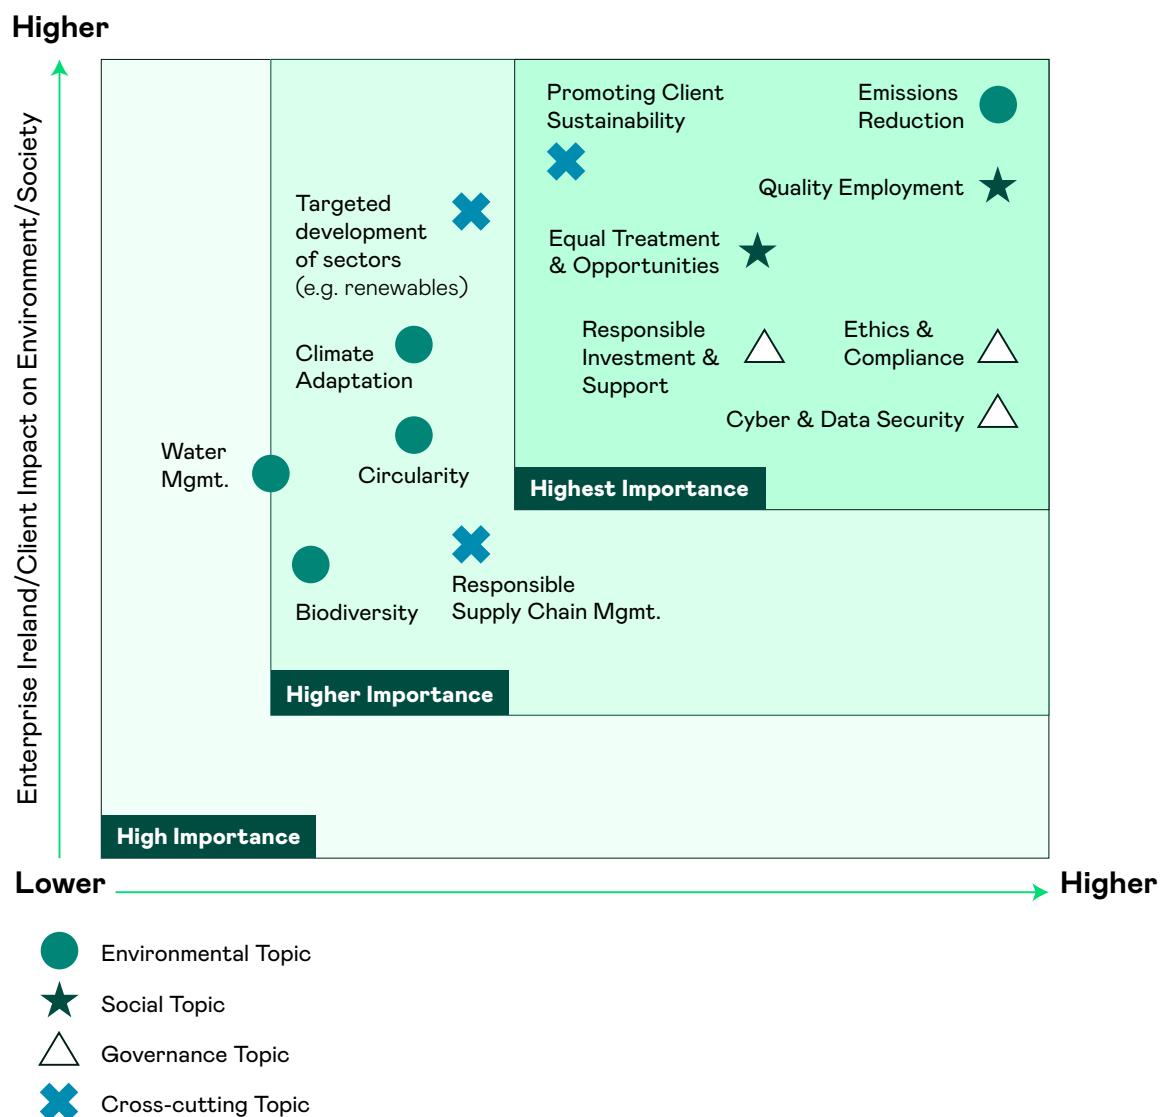 Higher
Enterprise Ireland/Client Impact on Environment/Society
Promoting Client
Sustainability
Emissions
Reduction
Quality Employment
Targeted
development
of sectors
(e.g. renewables)
Equal Treatment
& Opportunities
Responsible
Investment &
Support
Ethics &
Compliance
Climate
Adaptation
Cyber & Data Security
Water
Mgmt.
Circularity
Highest Importance
Biodiversity
Responsible
Supply Chain Mgmt.
Higher Importance
High Importance
Lower
Higher
Environmental Topic
Social Topic
Governance Topic
Cross-cutting Topic